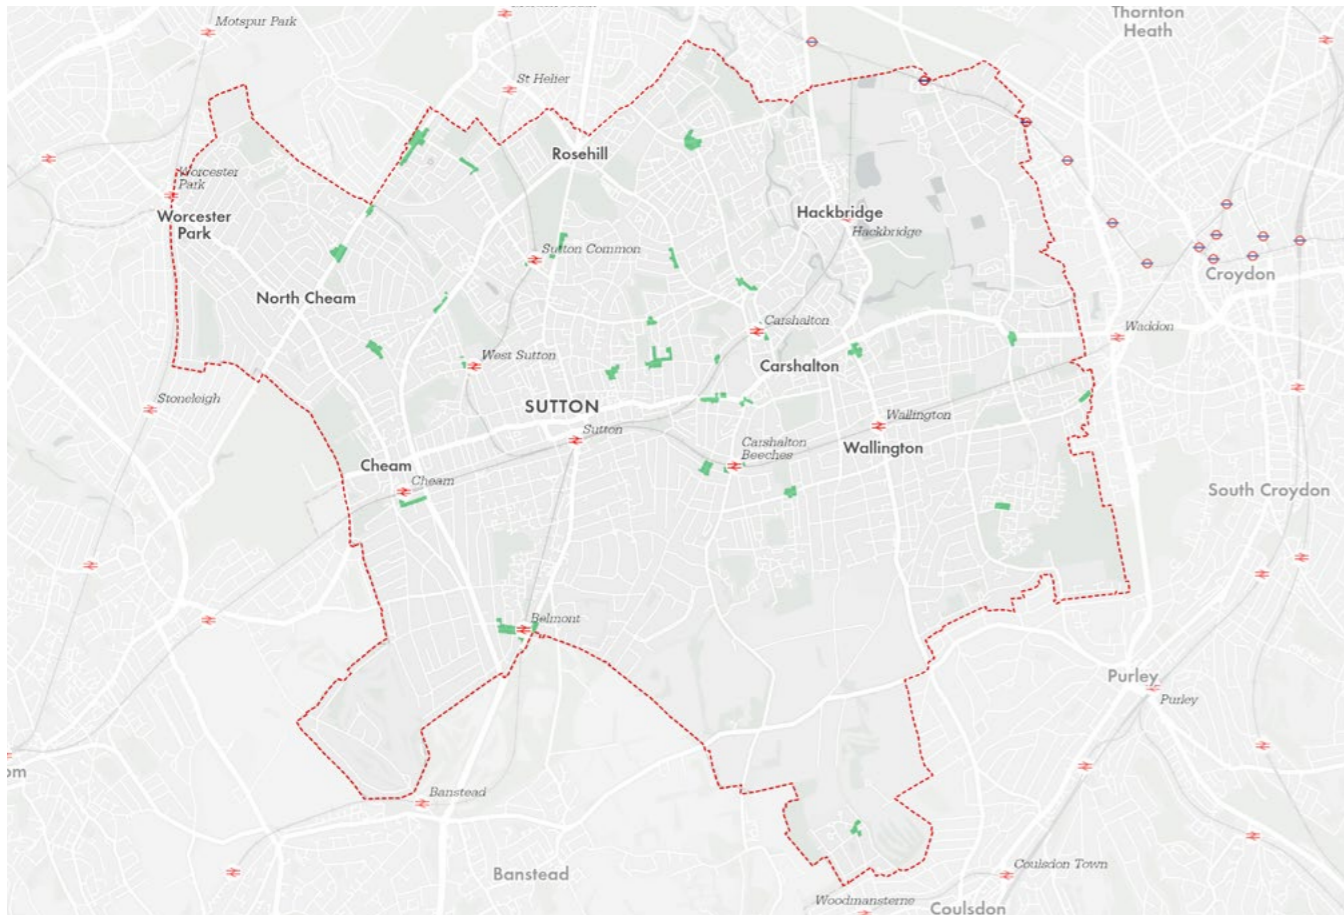 Motspur Park
Thornton
Heath
St Helier
Rosehill
Worcester
Park
Worcester
Park
Hackbridge
Hackbridge
Sutton Common
Croydon
North Cheam
Carshalton
Waddon
West Sutton
Carshalton
Stoneleigh
SUTTON
Wallington
Sutton
Carshalton
Beeches
Wallington
Cheam
Cheam
South Croydon
Belmont
Purley
Purley
om
Banstead
Banstead
Coulsdon Town
Woodmansterne
Coulsdon